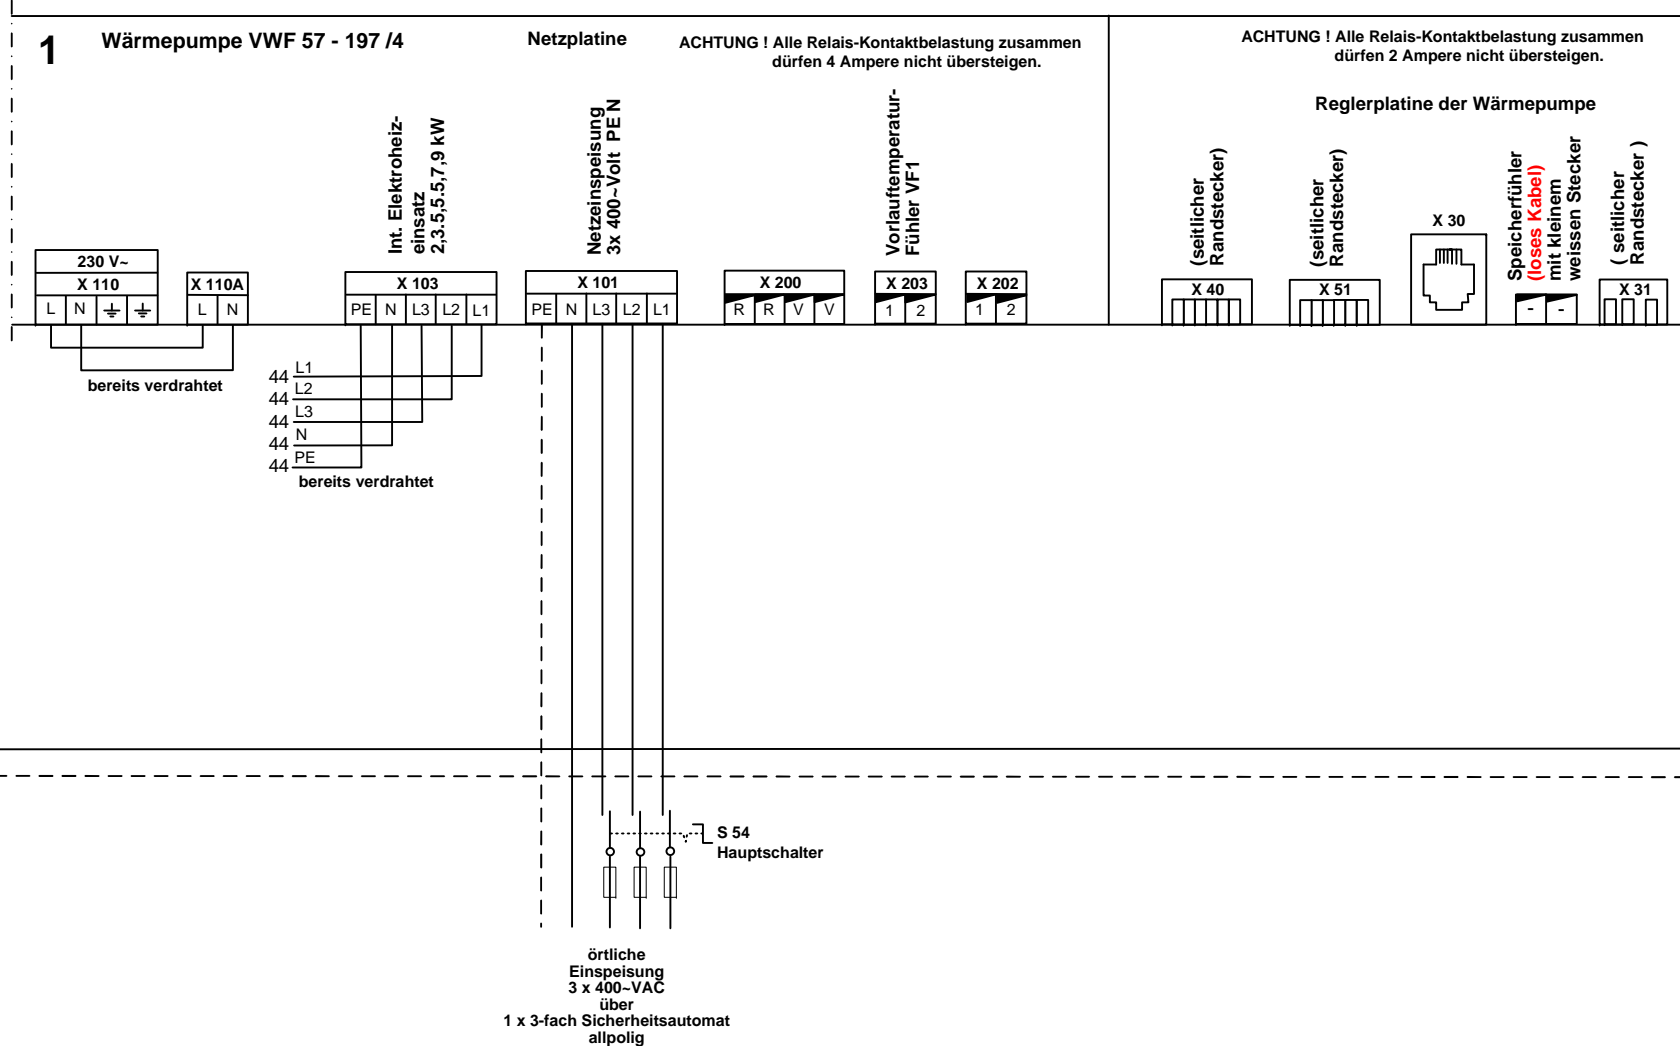 1
Wärmepumpe VWF 57 - 197 /4
Netzplatine
ACHTUNG ! Alle Relais-Kontaktbelastung zusammen
dürfen 4 Ampere nicht übersteigen.
ACHTUNG ! Alle Relais-Kontaktbelastung zusammen
dürfen 2 Ampere nicht übersteigen.
Reglerplatine der Wärmepumpe
Int. Elektroheiz-
einsatz
2,3.5,5.5,7,9 kW
Netzeinspeisung
3x 400~Volt PE N
Vorlauftemperatur-
Fühler VF1
(seitlicher
Randstecker)
(seitlicher
Randstecker)
X 30
Speicherfühler
(loses Kabel)
mit kleinem
weissen Stecker
( seitlicher
Randstecker )
230 V~
X 110
L N
X 110A
L N
X 103
PE N L3 L2 L1
X 101
PE N L3 L2 L1
X 200
R R V V
X 203
1 2
X 202
1 2
X 40
X 51
- -
X 31
bereits verdrahtet
44 L1
44 L2
44 L3
44 N
44 PE
bereits verdrahtet
S 54
Hauptschalter
örtliche
Einspeisung
3 x 400~VAC
über
1 x 3-fach Sicherheitsautomat
allpolig